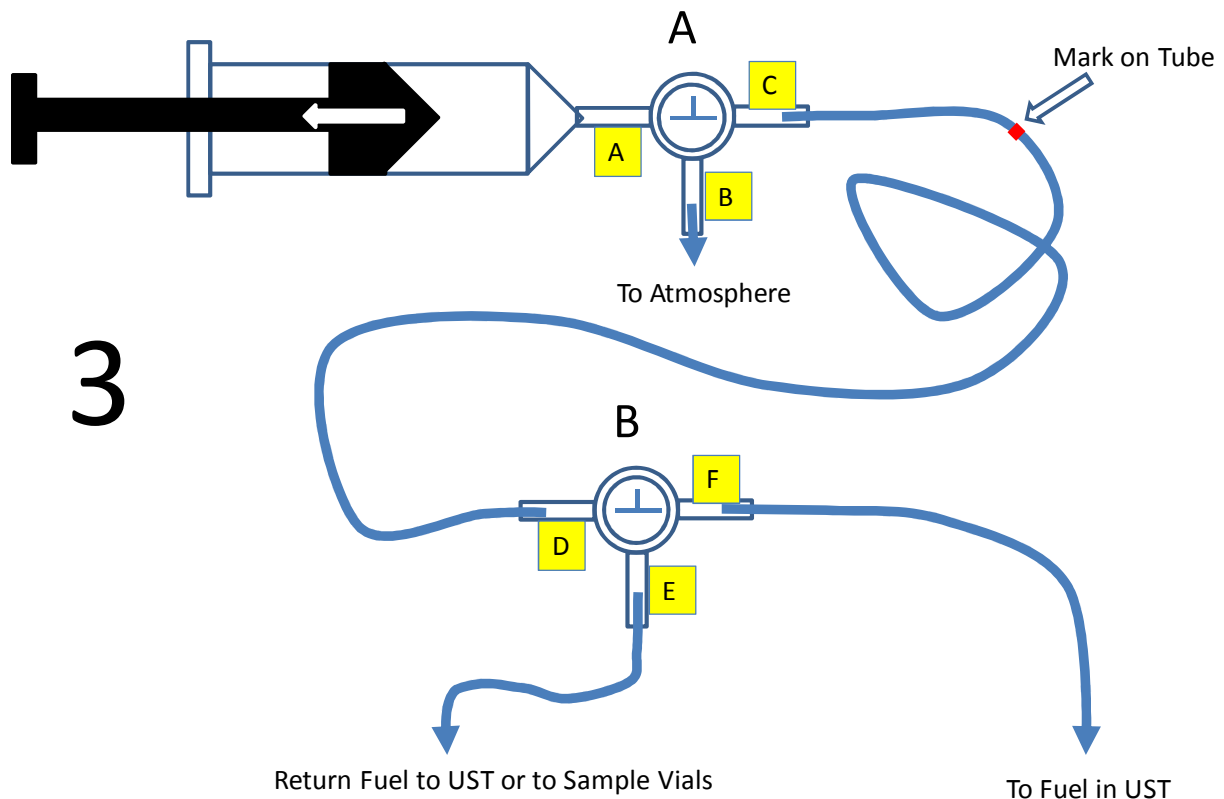 A
Mark on Tube
C
A
B
To Atmosphere
3
B
F
D
E
Return Fuel to UST or to Sample Vials
To Fuel in UST